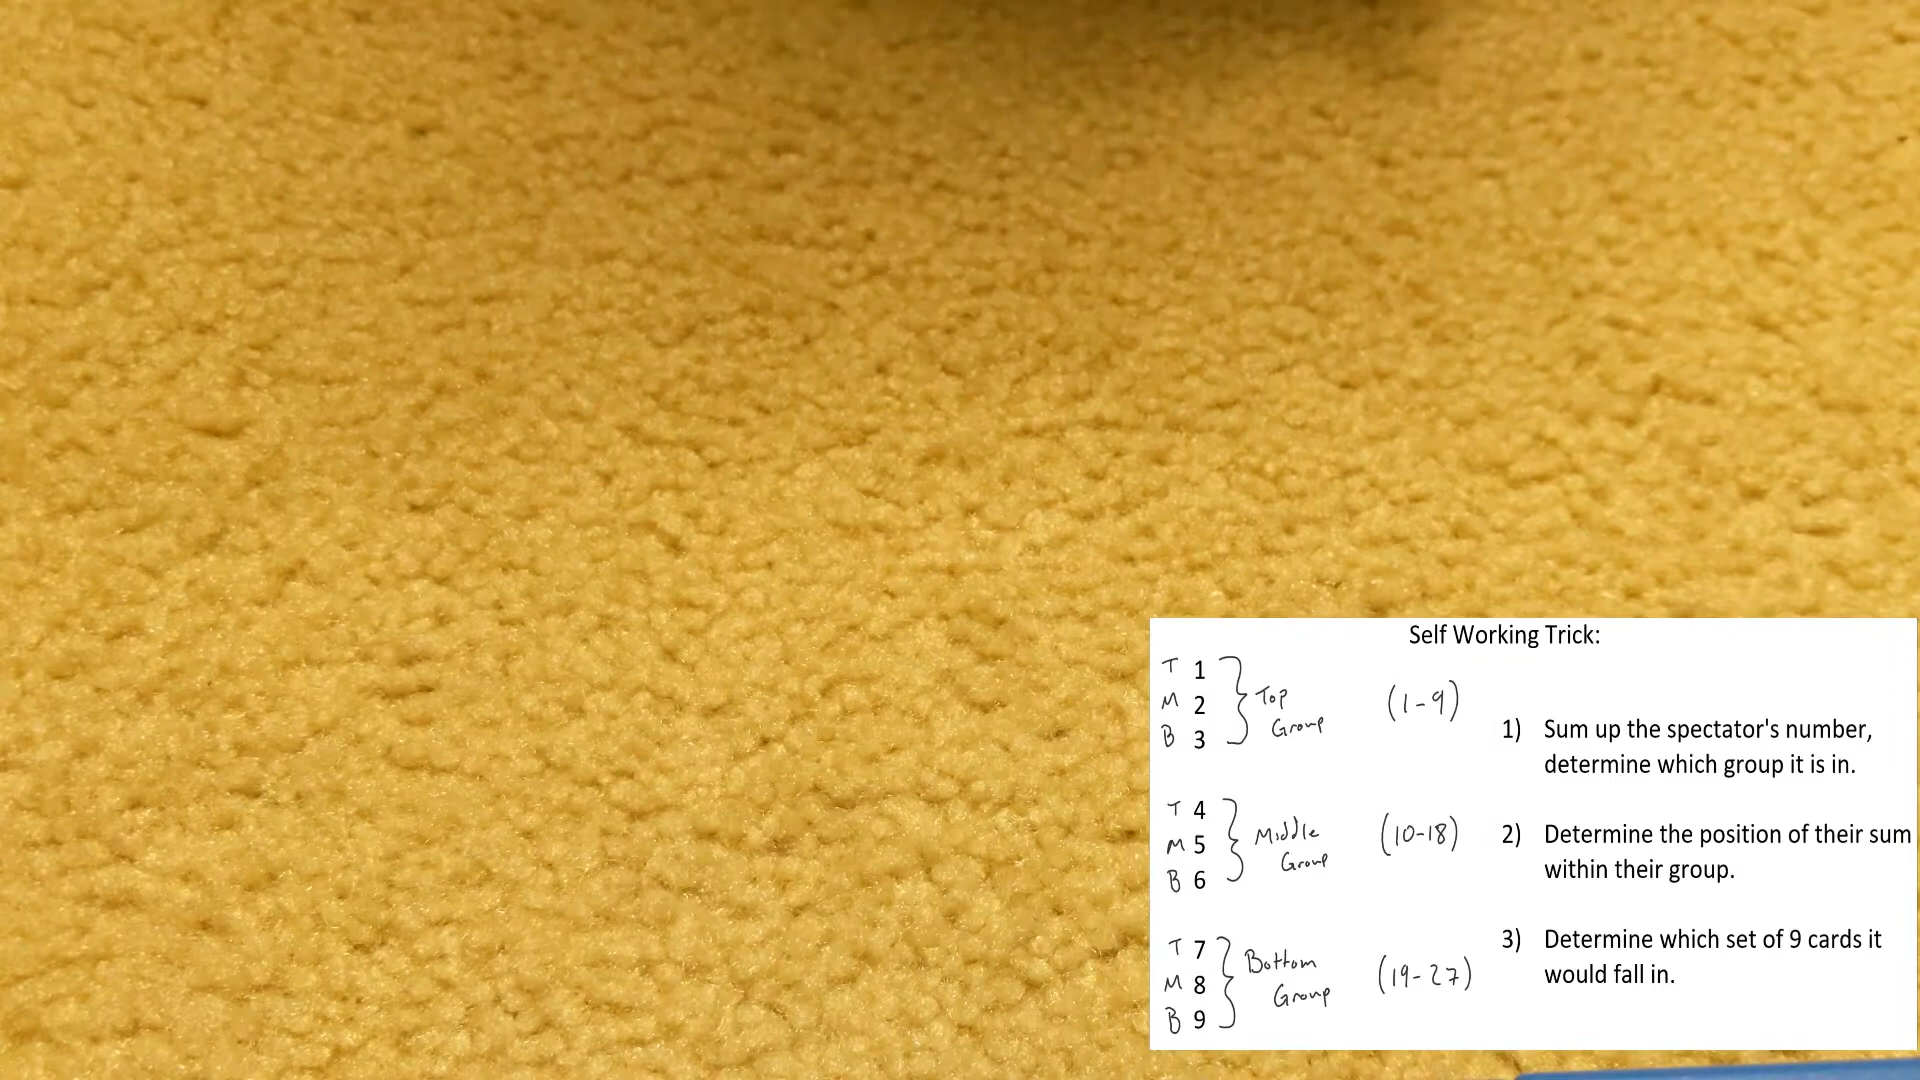 Self Working Trick:
T 1
M 2
B 3
Top
Group
(1-9)
T 4
M 5
B 6
Middle
Group
(10-18)
T 7
M 8
B 9
Bottom
Group
(19-27)
1) Sum up the spectator's number,
determine which group it is in.
2) Determine the position of their sum
within their group.
3) Determine which set of 9 cards it
would fall in.